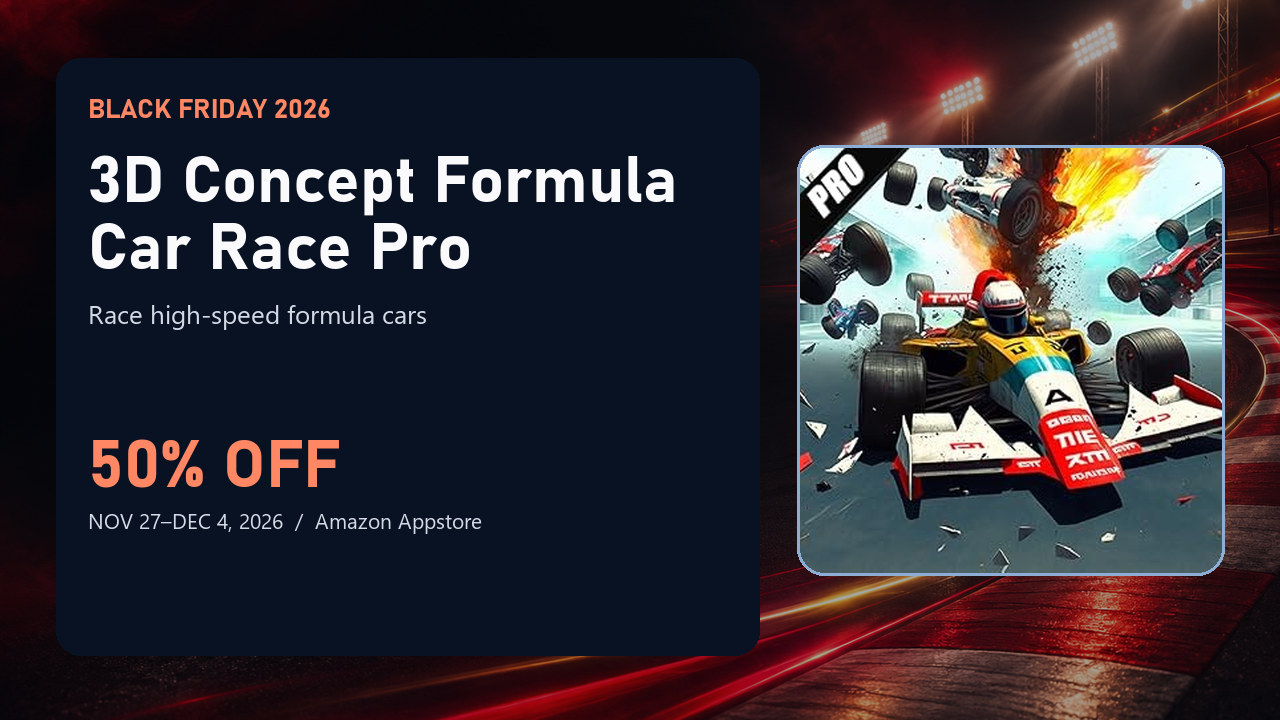 BLACK FRIDAY 2026
3D Concept Formula
Car Race Pro
Race high-speed formula cars
50% OFF
NOV 27–DEC 4, 2026 / Amazon Appstore
PRO
A
TIE